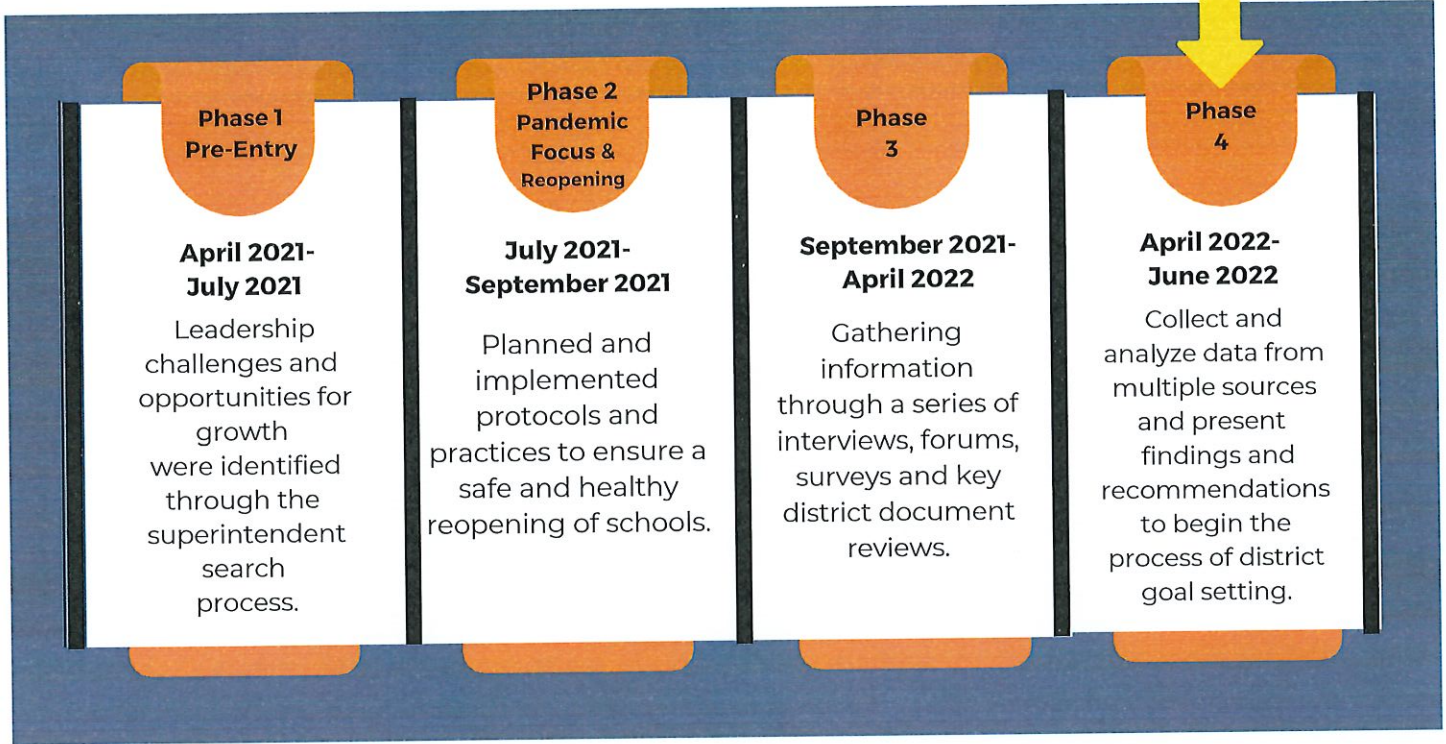 Phase 1
Pre-Entry
April 2021-
July 2021
Leadership
challenges and
opportunities for
growth
were identified
through the
superintendent
search
process.
Phase 2
Pandemic
Focus &
Reopening
July 2021-
September 2021
Planned and
implemented
protocols and
practices to ensure a
safe and healthy
reopening of schools.
Phase
3
September 2021-
April 2022
Gathering
information
through a series of
interviews, forums,
surveys and key
district document
reviews.
Phase
4
April 2022-
June 2022
Collect and
analyze data from
multiple sources
and present
findings and
recommendations
to begin the
process of district
goal setting.